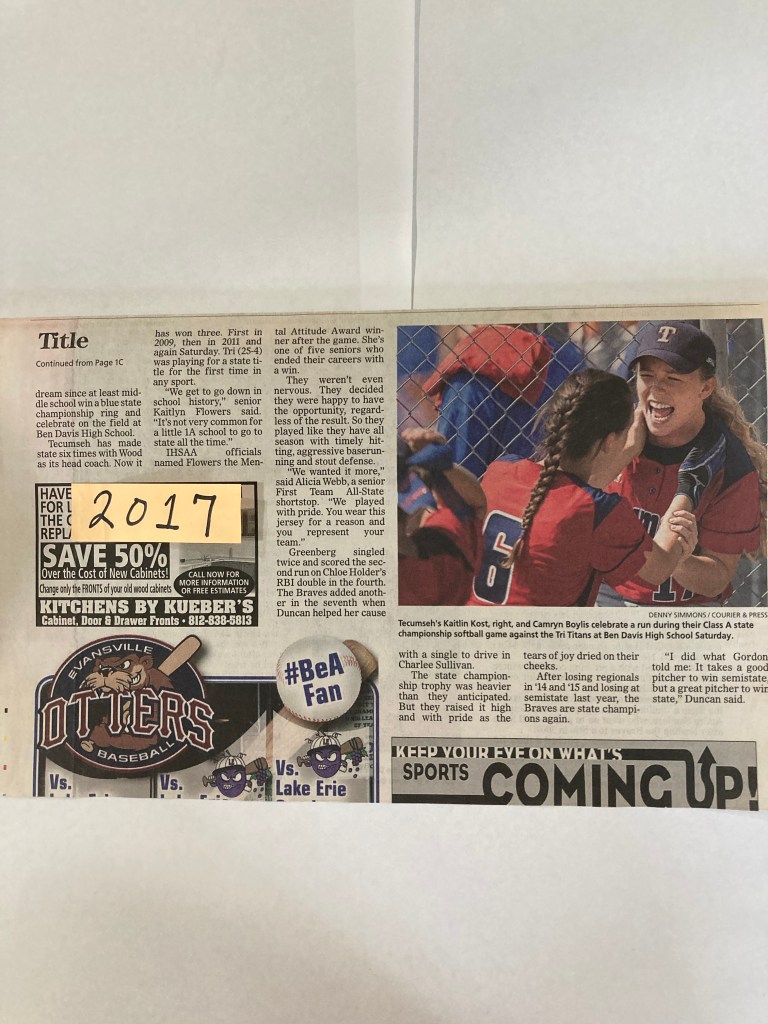 Title
Continued from Page 1C
dream since at least mid-
dle school win a blue state
championship ring and
celebrate on the field at
Ben Davis High School.
Tecumseh has made
state six times with Wood
as its head coach. Now it
has won three. First in
2009, then in 2011 and
again Saturday. Tri (25-4)
was playing for a state ti-
tle for the first time in
any sport.
"We get to go down in
school history," senior
Kaitlyn Flowers said.
"It's not very common for
a little 1A school to go to
state all the time."
IHSAA officials
named Flowers the Men-
tal Attitude Award win-
ner after the game. She's
one of five seniors who
ended their careers with
a win.
They weren't even
nervous. They decided
they were happy to have
the opportunity, regard-
less of the result. So they
played like they have all
season with timely hit-
ting, aggressive baserun-
ning and stout defense.
"We wanted it more,"
said Alicia Webb, a senior
First Team All-State
shortstop. "We played
with pride. You wear this
jersey for a reason and
you represent your
team."
Greenberg singled
twice and scored the sec-
ond run on Chloe Holder's
RBI double in the fourth.
The Braves added anoth-
er in the seventh when
Duncan helped her cause
T
6
17
DENNY SIMMONS / COURIER & PRESS
Tecumseh's Kaitlin Kost, right, and Camryn Boylis celebrate a run during their Class A state
championship softball game against the Tri Titans at Ben Davis High School Saturday.
with a single to drive in
Charlee Sullivan.
The state champion-
ship trophy was heavier
than they anticipated.
But they raised it high
and with pride as the
tears of joy dried on their
cheeks.
After losing regionals
in '14 and '15 and losing at
semistate last year, the
Braves are state champi-
ons again.
"I did what Gordon
told me: It takes a good
pitcher to win semistate,
but a great pitcher to win
state," Duncan said.
HAVE
FOR
THE
REPL
2017
SAVE 50%
Over the Cost of New Cabinets!
Change only the FRONTS of your old wood cabinets
CALL NOW FOR
MORE INFORMATION
OR FREE ESTIMATES
KITCHENS BY KUEBER'S
Cabinet, Door & Drawer Fronts • 812-838-5813
EVANSVILLE
OTTERS
BASEBALL
#BeA
Fan
Vs.
Vs.
Vs.
Lake Erie
KEEP YOUR EYE ON WHAT'S
SPORTS COMING UP!